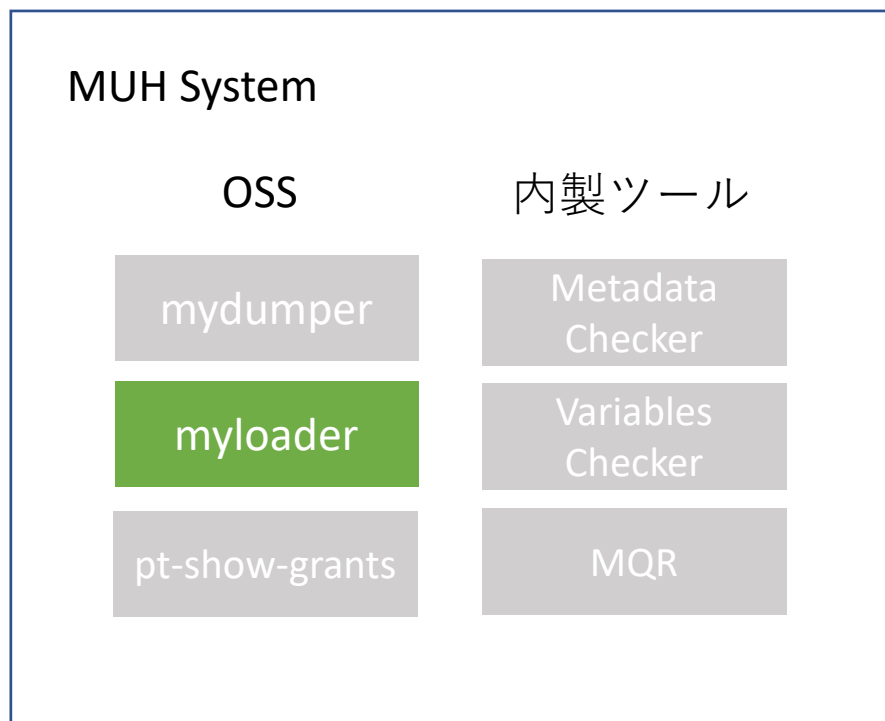 MUH System
OSS
mydumper
myloader
pt-show-grants
内製ツール
Metadata
Checker
Variables
Checker
MQR